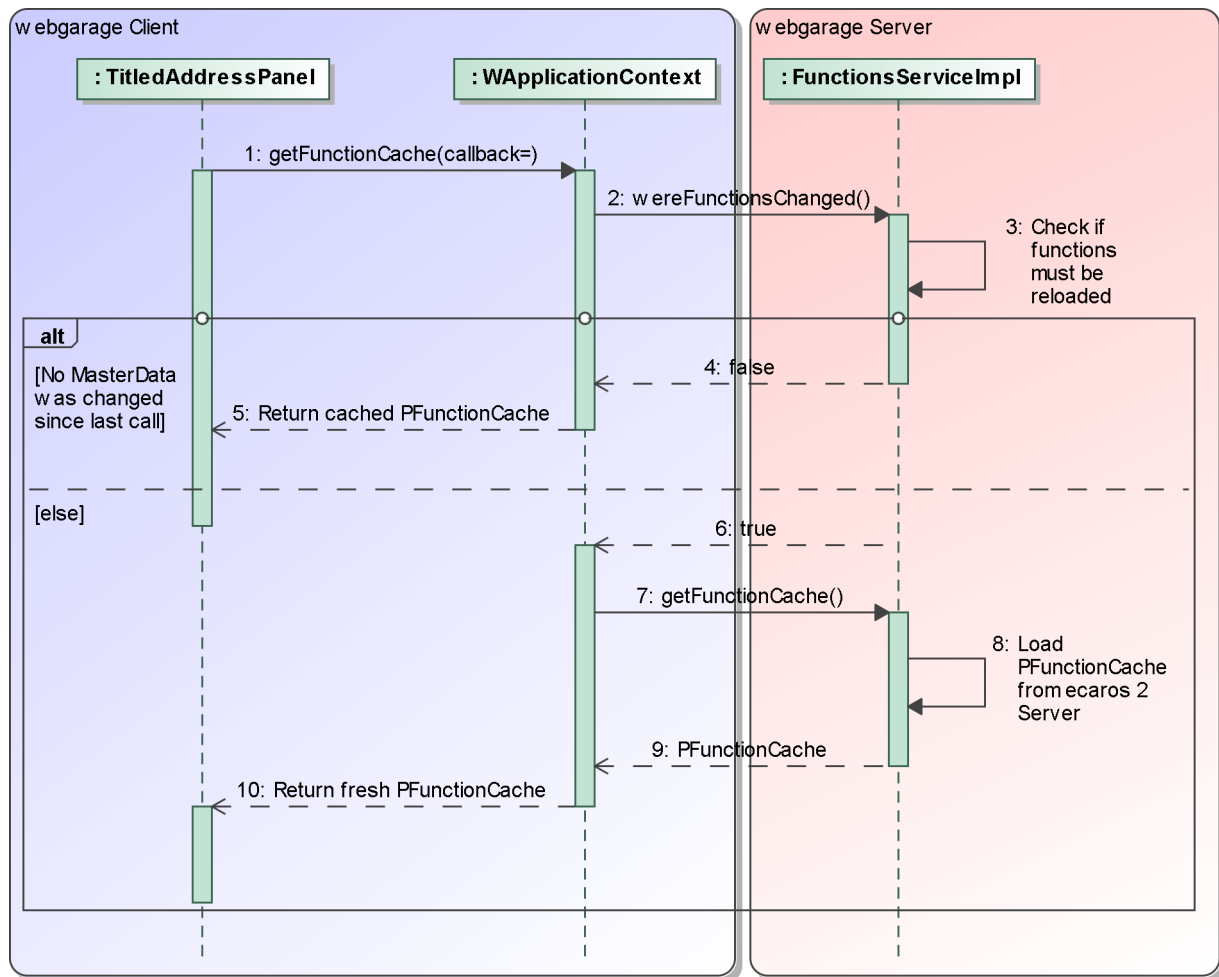 webgarage Client
webgarage Server
: TitledAddressPanel
: WApplicationContext
: FunctionsServiceImpl
1: getFunctionCache(callback=)
2: wereFunctionsChanged()
3: Check if
functions
must be
reloaded
alt
[No MasterData
was changed
since last call]
4: false
5: Return cached PFunctionCache
[else]
6: true
7: getFunctionCache()
8: Load
PFunctionCache
from ecaros 2
Server
9: PFunctionCache
10: Return fresh PFunctionCache